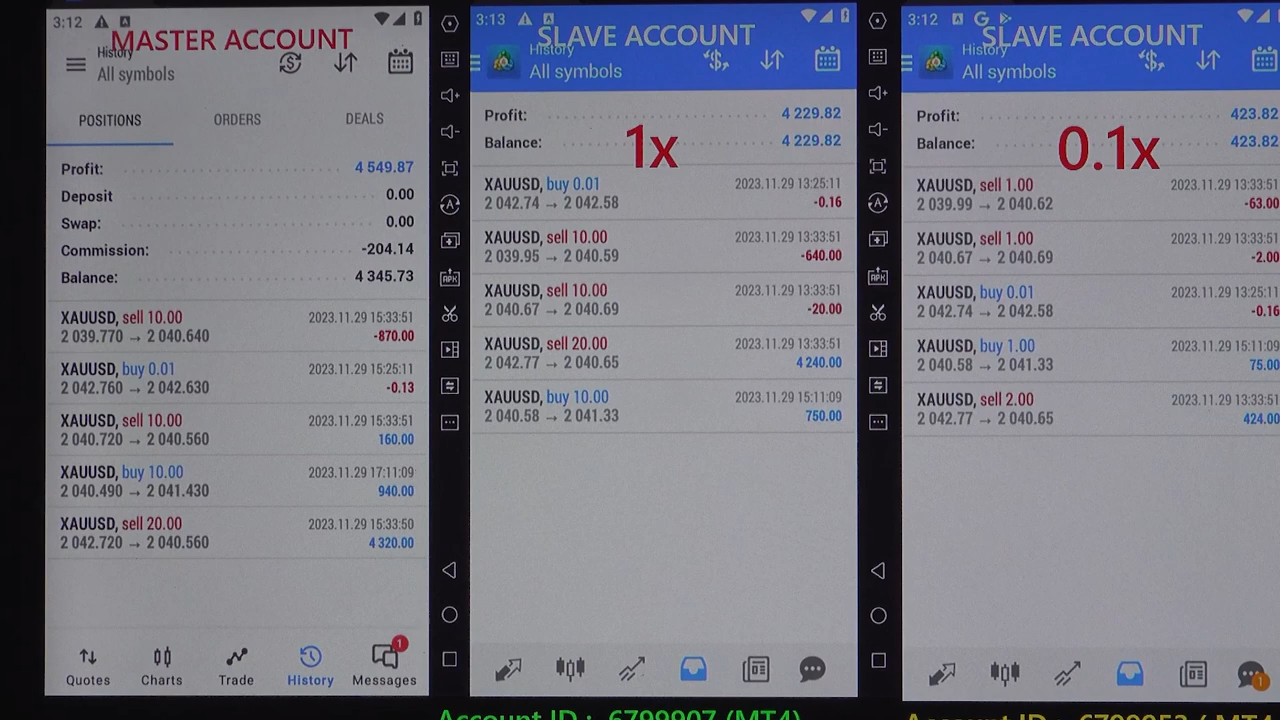 3:12
MASTER ACCOUNT
History
All symbols
POSITIONS ORDERS DEALS
Profit: 4 549.87
Deposit 0.00
Swap: 0.00
Commission: -204.14
Balance: 4 345.73
XAUUSD, sell 10.00 2023.11.29 15:33:51
2 039.770 → 2 040.640 -870.00
XAUUSD, buy 0.01 2023.11.29 15:25:11
2 042.760 → 2 042.630 -0.13
XAUUSD, sell 10.00 2023.11.29 15:33:51
2 040.720 → 2 040.560 160.00
XAUUSD, buy 10.00 2023.11.29 17:11:09
2 040.490 → 2 041.430 940.00
XAUUSD, sell 20.00 2023.11.29 15:33:50
2 042.720 → 2 040.560 4 320.00
1
Quotes Charts Trade History Messages
3:13
SLAVE ACCOUNT
History
All symbols
Profit: 4 229.82
Balance: 4 229.82
1x
XAUUSD, buy 0.01 2023.11.29 13:25:11
2 042.74 → 2 042.58 -0.16
XAUUSD, sell 10.00 2023.11.29 13:33:51
2 039.95 → 2 040.59 -640.00
XAUUSD, sell 10.00 2023.11.29 13:33:51
2 040.67 → 2 040.69 -20.00
XAUUSD, sell 20.00 2023.11.29 13:33:51
2 042.77 → 2 040.65 4 240.00
XAUUSD, buy 10.00 2023.11.29 15:11:09
2 040.58 → 2 041.33 750.00
Account ID : 6799907 (MT4)
3:12
SLAVE ACCOUNT
History
All symbols
Profit: 423.82
Balance: 423.82
0.1x
XAUUSD, sell 1.00 2023.11.29 13:33:51
2 039.99 → 2 040.62 -63.00
XAUUSD, sell 1.00 2023.11.29 13:33:51
2 040.67 → 2 040.69 -2.00
XAUUSD, buy 0.01 2023.11.29 13:25:11
2 042.74 → 2 042.58 -0.16
XAUUSD, buy 1.00 2023.11.29 15:11:09
2 040.58 → 2 041.33 75.00
XAUUSD, sell 2.00 2023.11.29 13:33:51
2 042.77 → 2 040.65 424.00
1
Account ID :